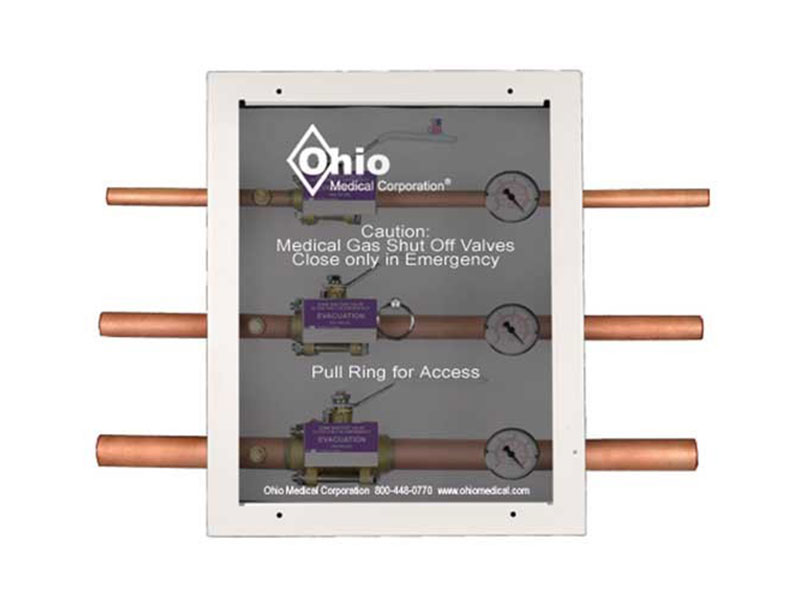 Ohio
Medical Corporation®
Caution:
Medical Gas Shut Off Valves
Close only in Emergency
EVACUATION
Pull Ring for Access
EVACUATION
Ohio Medical Corporation 800-448-0770 www.ohiomedical.com